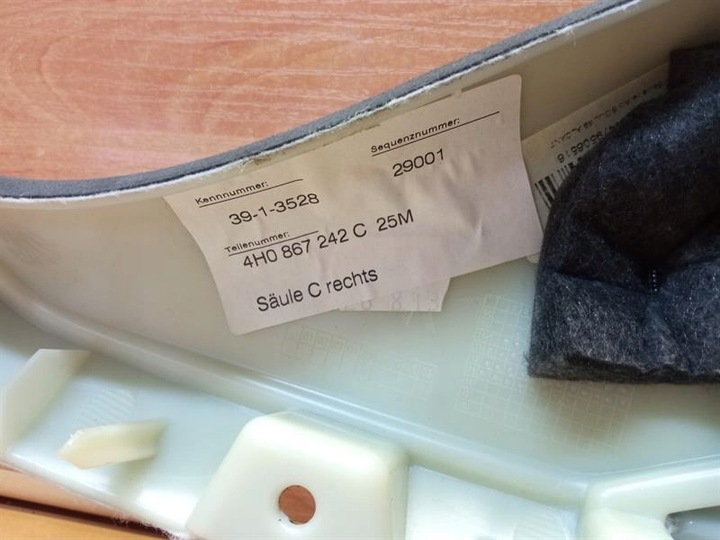 Kennnummer:
39-1-3528
Sequenznummer:
29001
Teilenummer:
4H0 867 242 C 25M
Säule C rechts